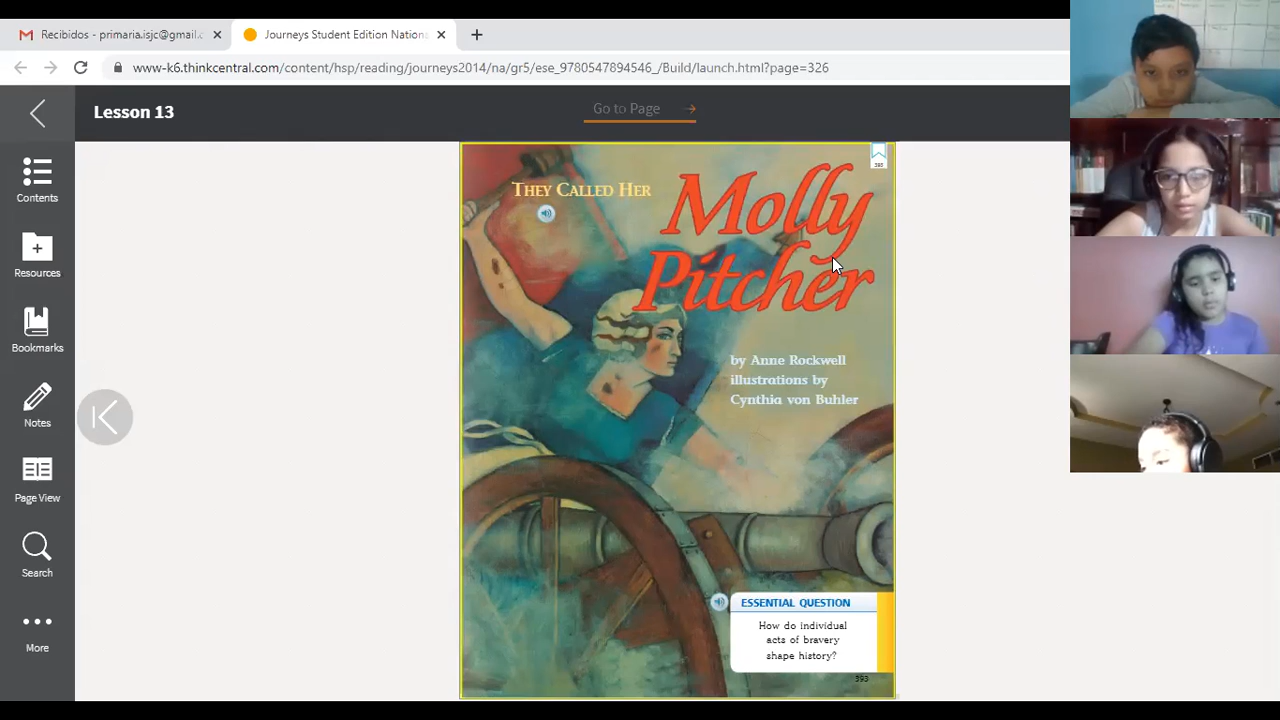 Recibidos - primaria.isjc@gmail.c
Journeys Student Edition Nationa
www-k6.thinkcentral.com/content/hsp/reading/journeys2014/na/gr5/ese_9780547894546_/Build/launch.html?page=326
Lesson 13
Go to Page
Contents
Resources
Bookmarks
Notes
Page View
Search
More
393
THEY CALLED HER
Molly
Pitcher
by Anne Rockwell
illustrations by
Cynthia von Buhler
ESSENTIAL QUESTION
How do individual
acts of bravery
shape history?
393